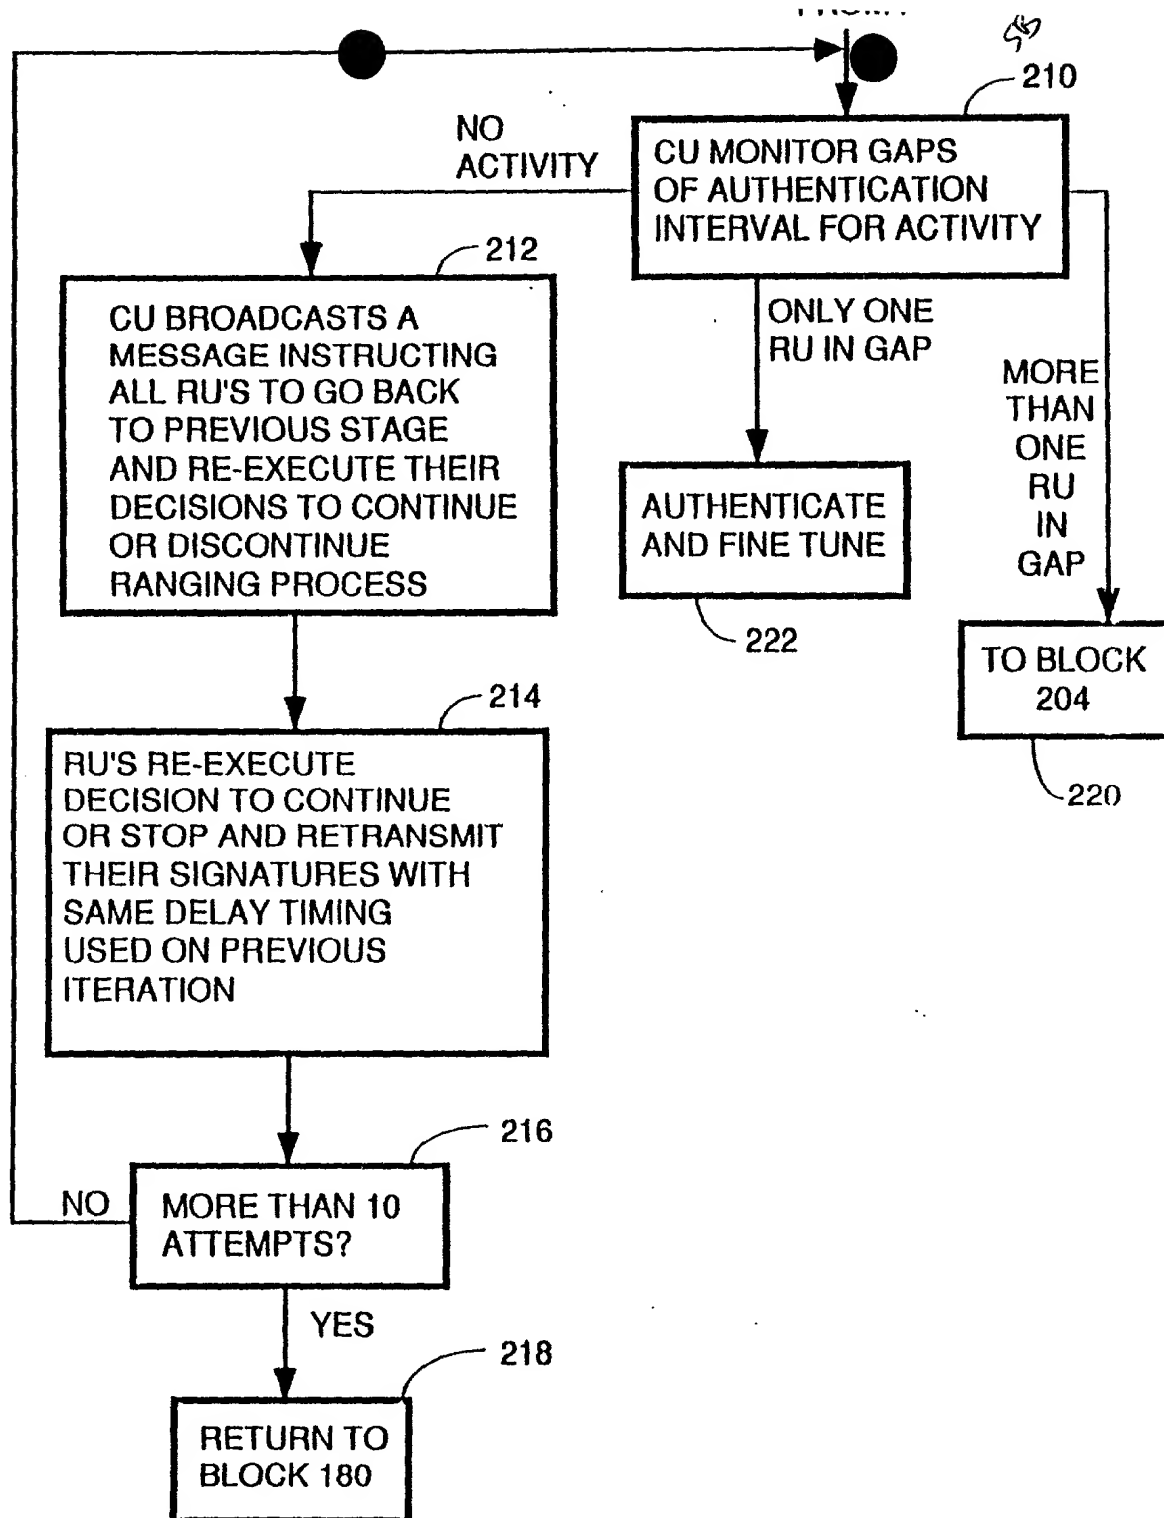 210
NO
ACTIVITY
CU MONITOR GAPS
OF AUTHENTICATION
INTERVAL FOR ACTIVITY
212
CU BROADCASTS A
MESSAGE INSTRUCTING
ALL RU'S TO GO BACK
TO PREVIOUS STAGE
AND RE-EXECUTE THEIR
DECISIONS TO CONTINUE
OR DISCONTINUE
RANGING PROCESS
ONLY ONE
RU IN GAP
MORE
THAN
ONE
RU
IN
GAP
AUTHENTICATE
AND FINE TUNE
222
TO BLOCK
204
220
214
RU'S RE-EXECUTE
DECISION TO CONTINUE
OR STOP AND RETRANSMIT
THEIR SIGNATURES WITH
SAME DELAY TIMING
USED ON PREVIOUS
ITERATION
216
NO
MORE THAN 10
ATTEMPTS?
YES
218
RETURN TO
BLOCK 180